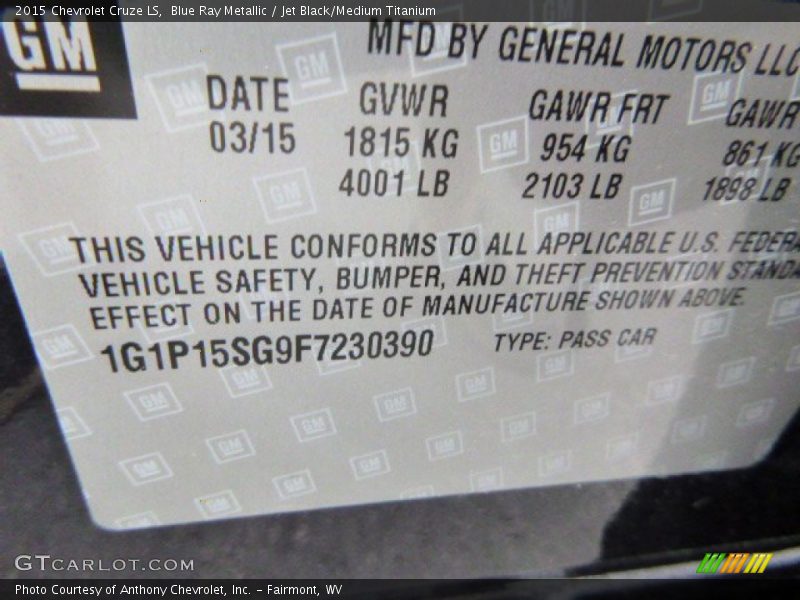 2015 Chevrolet Cruze LS, Blue Ray Metallic / Jet Black/Medium Titanium
GM
MFD BY GENERAL MOTORS LLC
DATE GVWR GAWR FRT GAWR
03/15 1815 KG 954 KG 861 KG
4001 LB 2103 LB 1898 LB
THIS VEHICLE CONFORMS TO ALL APPLICABLE U.S. FEDERA
VEHICLE SAFETY, BUMPER, AND THEFT PREVENTION STANDA
EFFECT ON THE DATE OF MANUFACTURE SHOWN ABOVE.
1G1P15SG9F7230390 TYPE: PASS CAR
GTCARLOT.COM
Photo Courtesy of Anthony Chevrolet, Inc. – Fairmont, WV